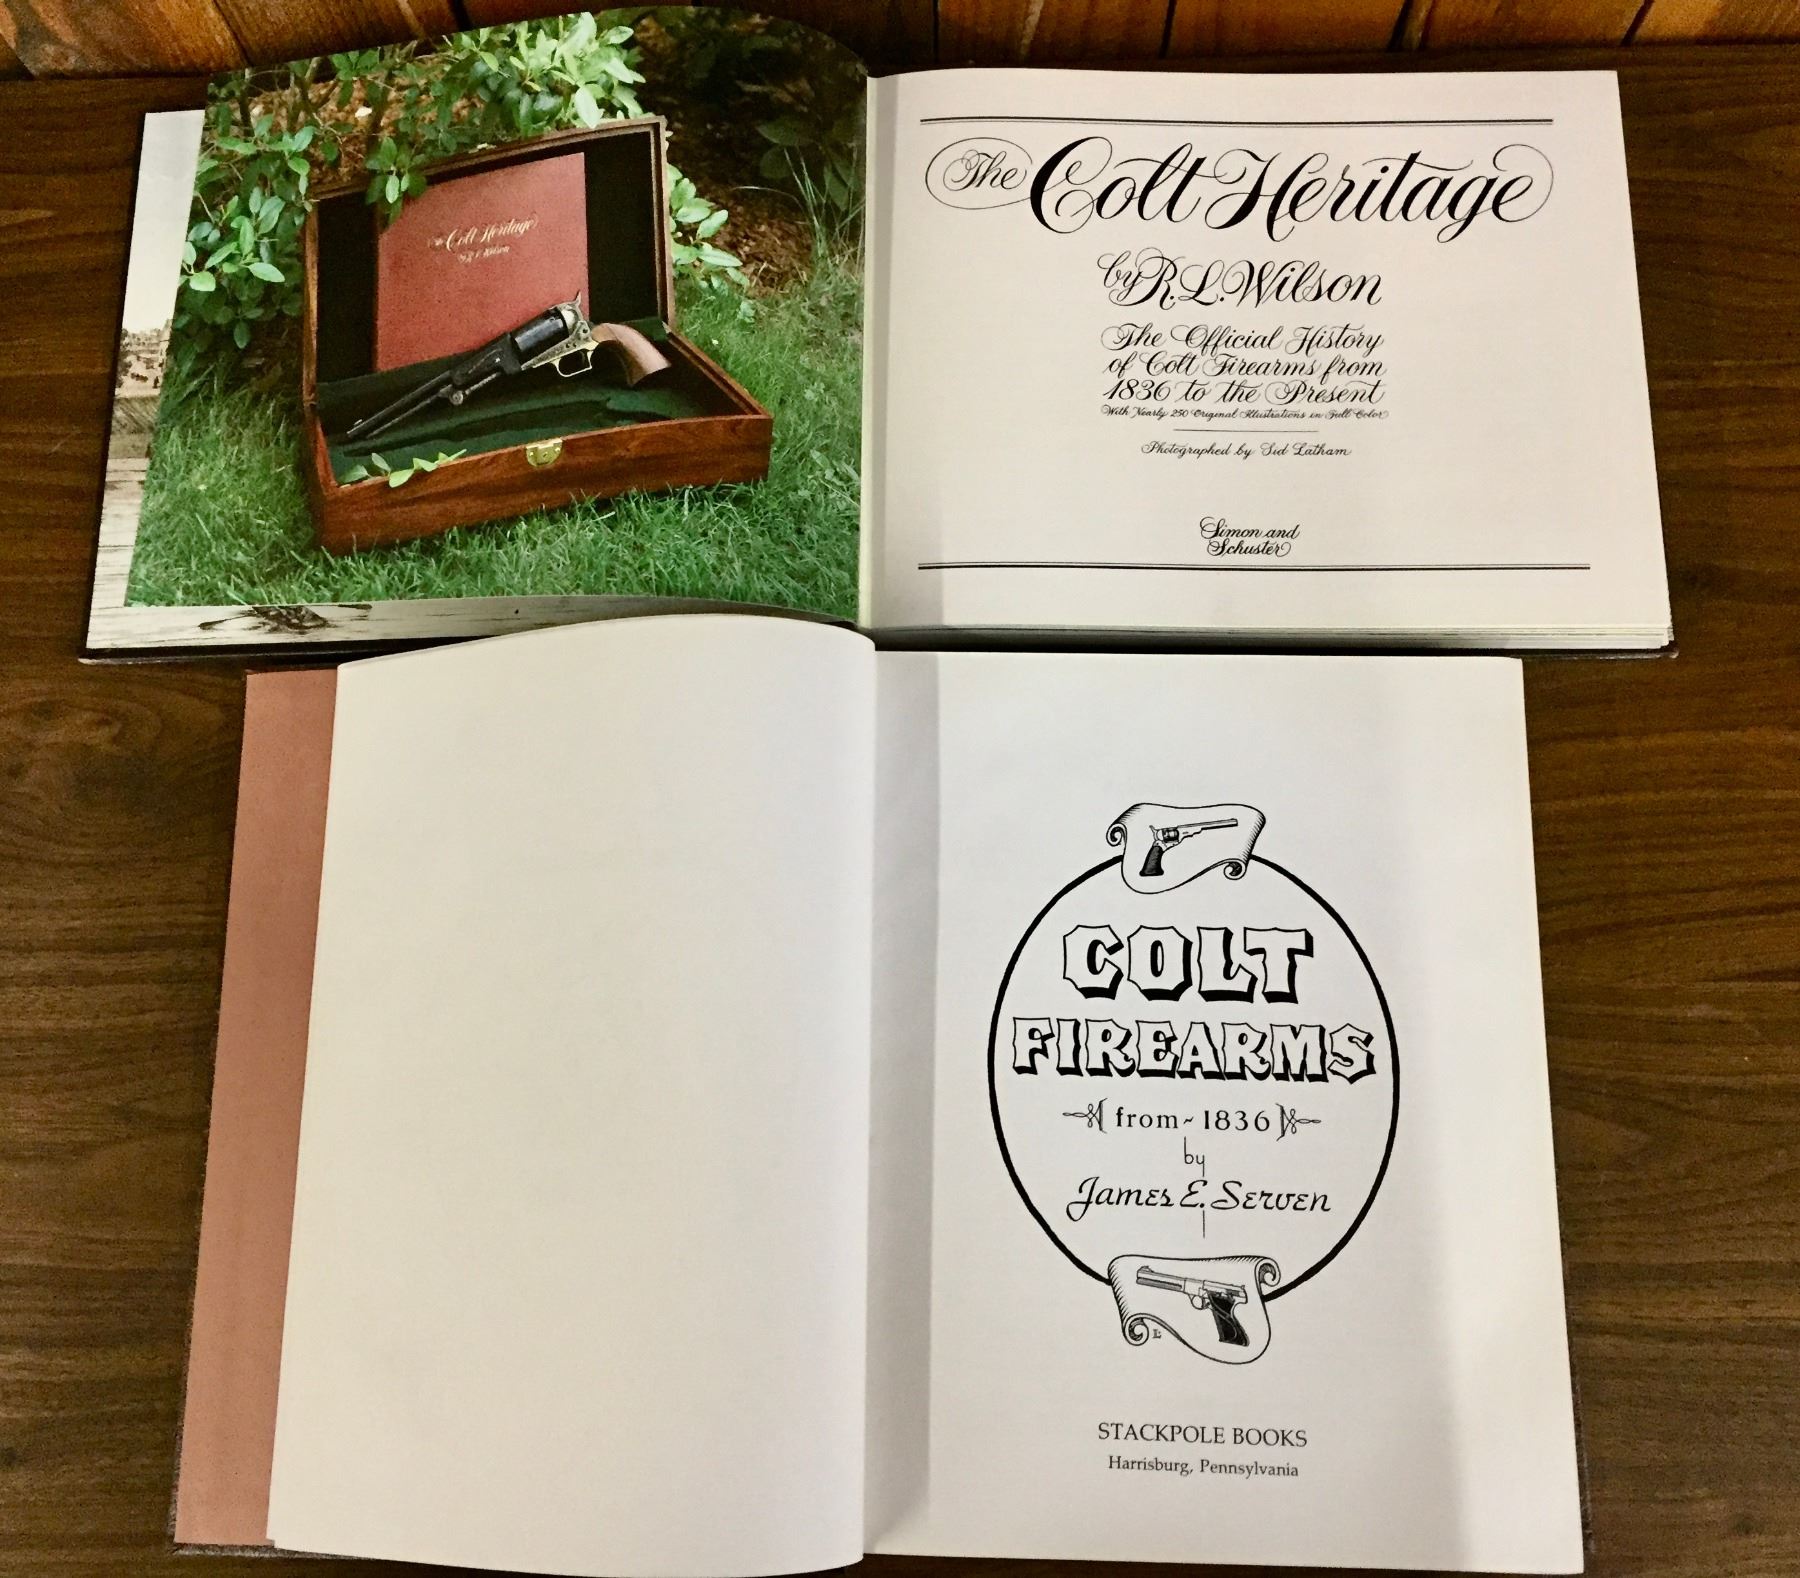 The Colt Heritage
by R. L. Wilson
The Colt Heritage
by R. L. Wilson
The Official History
of Colt Firearms from
1836 to the Present
With Nearly 250 Original Illustrations in Full Color
Photographed by Sid Latham
Simon and
Schuster
COLT
FIREARMS
from ~ 1836
by
James E. Serven
STACKPOLE BOOKS
Harrisburg, Pennsylvania